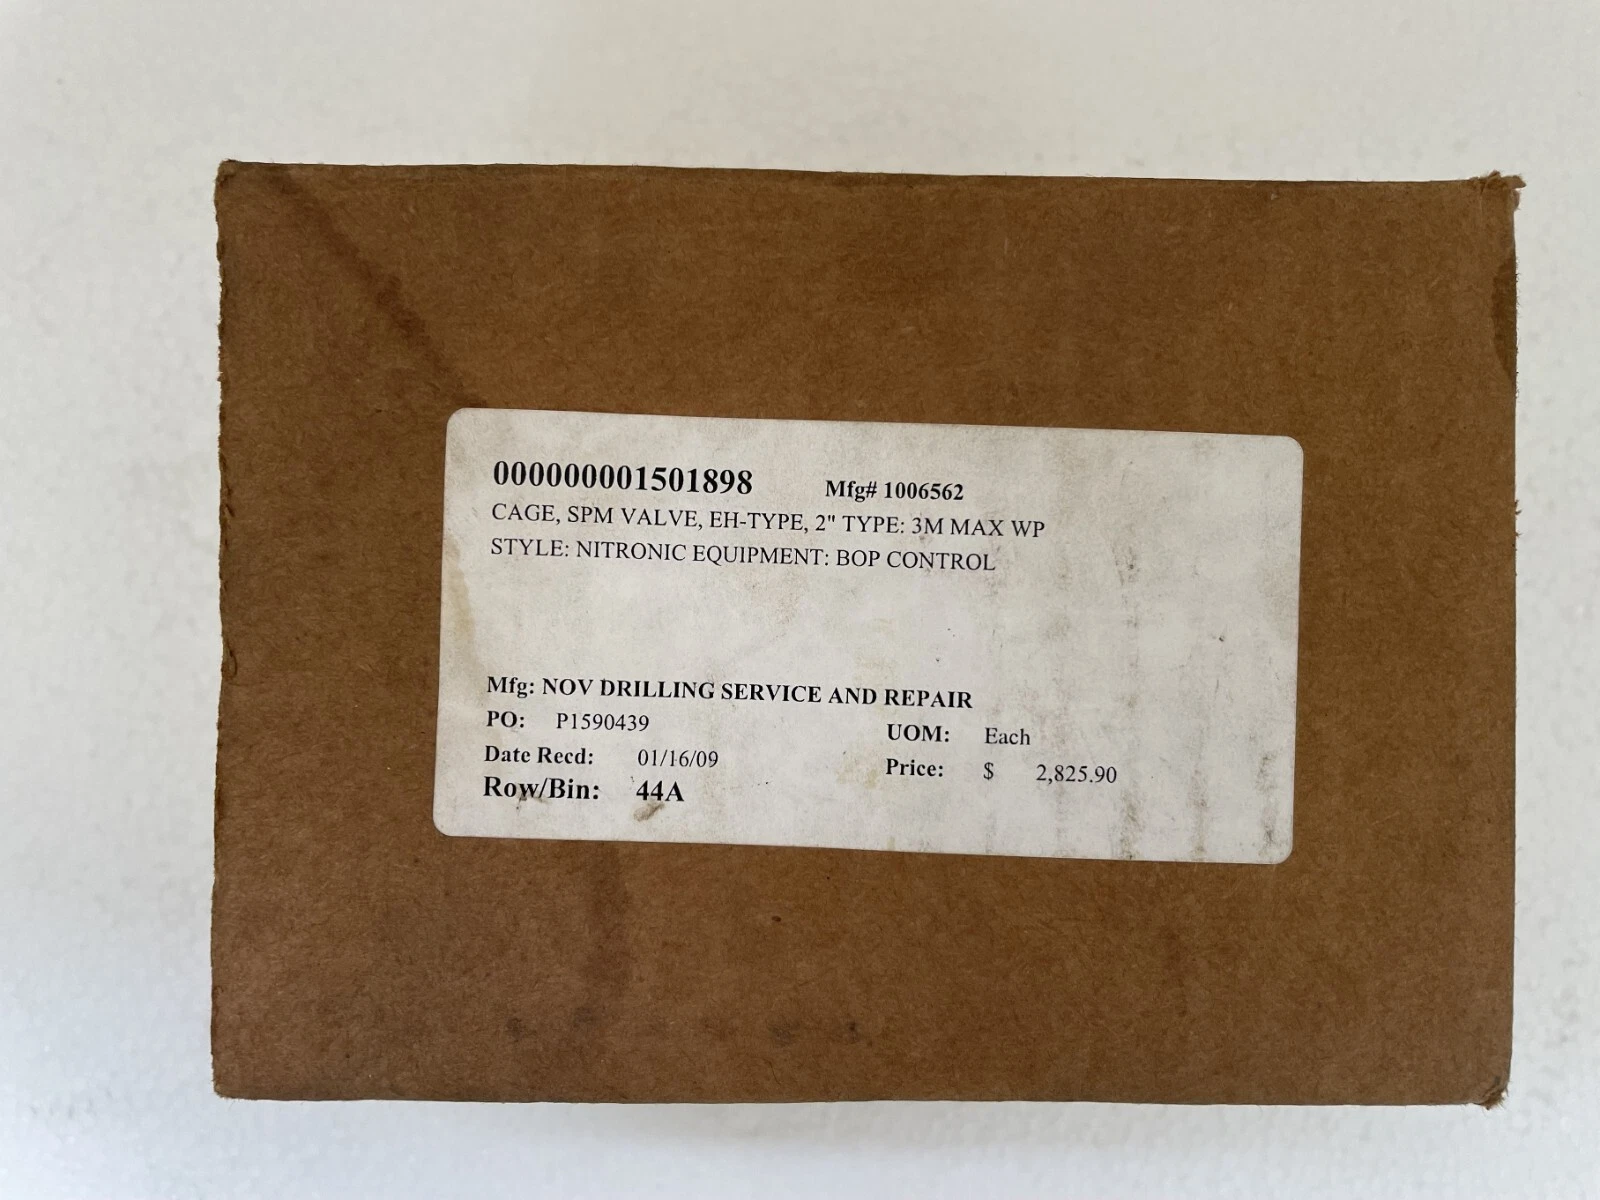 000000001501898 Mfg# 1006562
CAGE, SPM VALVE, EH-TYPE, 2" TYPE: 3M MAX WP
STYLE: NITRONIC EQUIPMENT: BOP CONTROL
Mfg: NOV DRILLING SERVICE AND REPAIR
PO: P1590439 UOM: Each
Date Recd: 01/16/09 Price: $ 2,825.90
Row/Bin: 44A